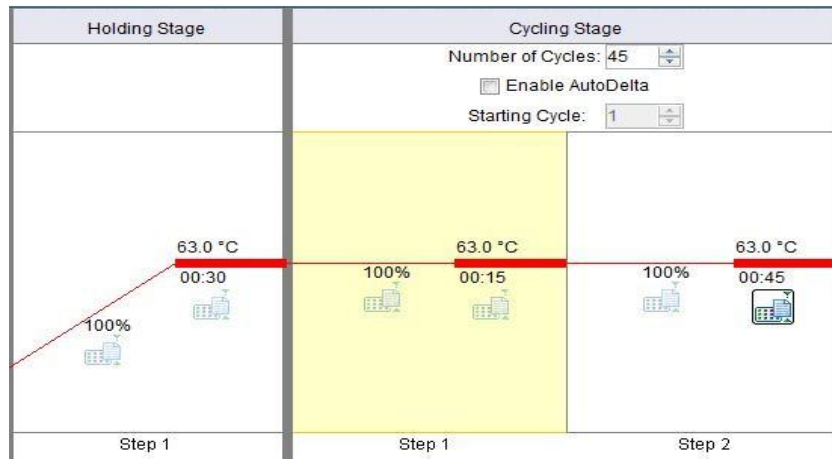 Holding Stage
Cycling Stage
Number of Cycles: 45
Enable AutoDelta
Starting Cycle: 1
63.0 °C
00:30
100%
63.0 °C
100%
00:15
63.0 °C
100%
00:45
Step 1
Step 1
Step 2